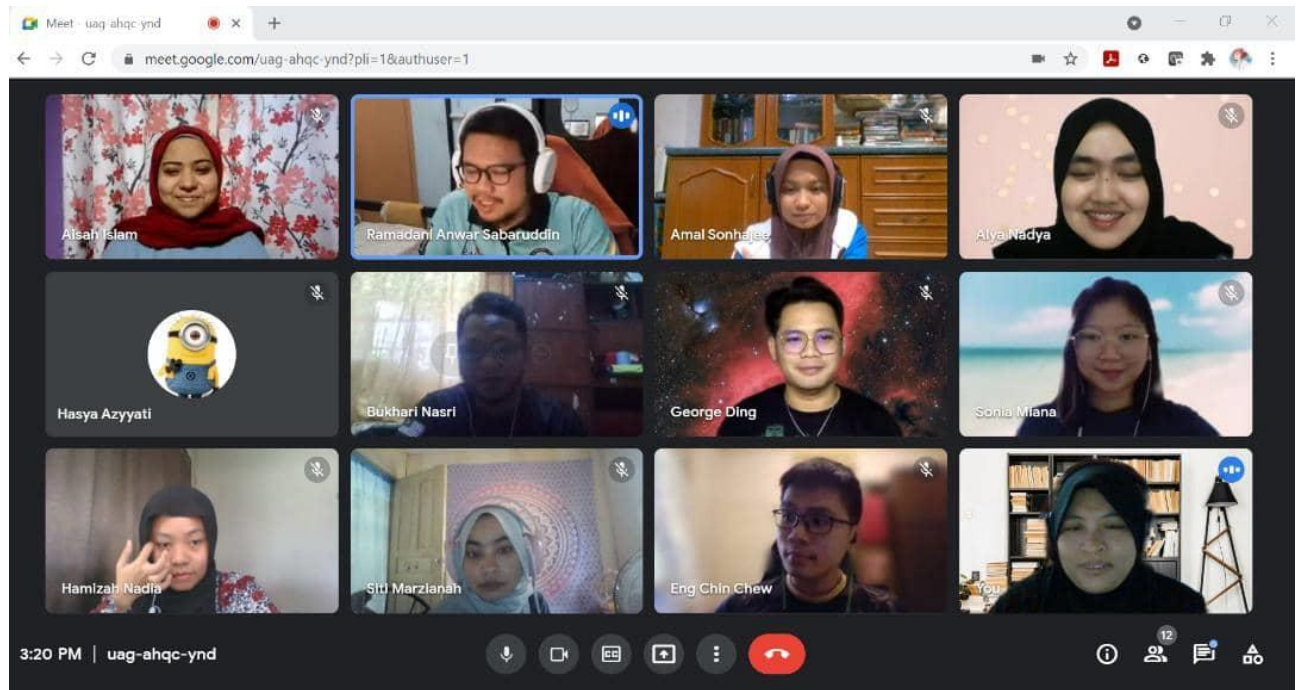 Meet - uag-ahqc-ynd
meet.google.com/uag-ahqc-ynd?pli=1&authuser=1
Aisah Islam
Ramadani Anwar Sabaruddin
Amal Sonhajee
Alya Nadya
Hasya Azyyati
Bukhari Nasri
George Ding
Sonia Miana
Hamizah Nadia
Siti Marzianah
Eng Chin Chew
You
3:20 PM | uag-ahqc-ynd
CC
12